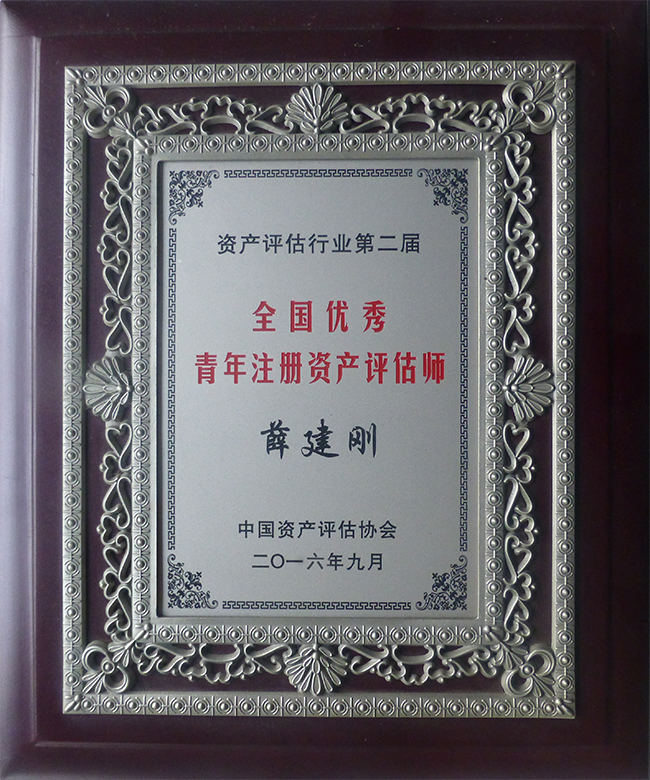 资产评估行业第二届
全国优秀
青年注册资产评估师
薛建刚
中国资产评估协会
二〇一六年九月